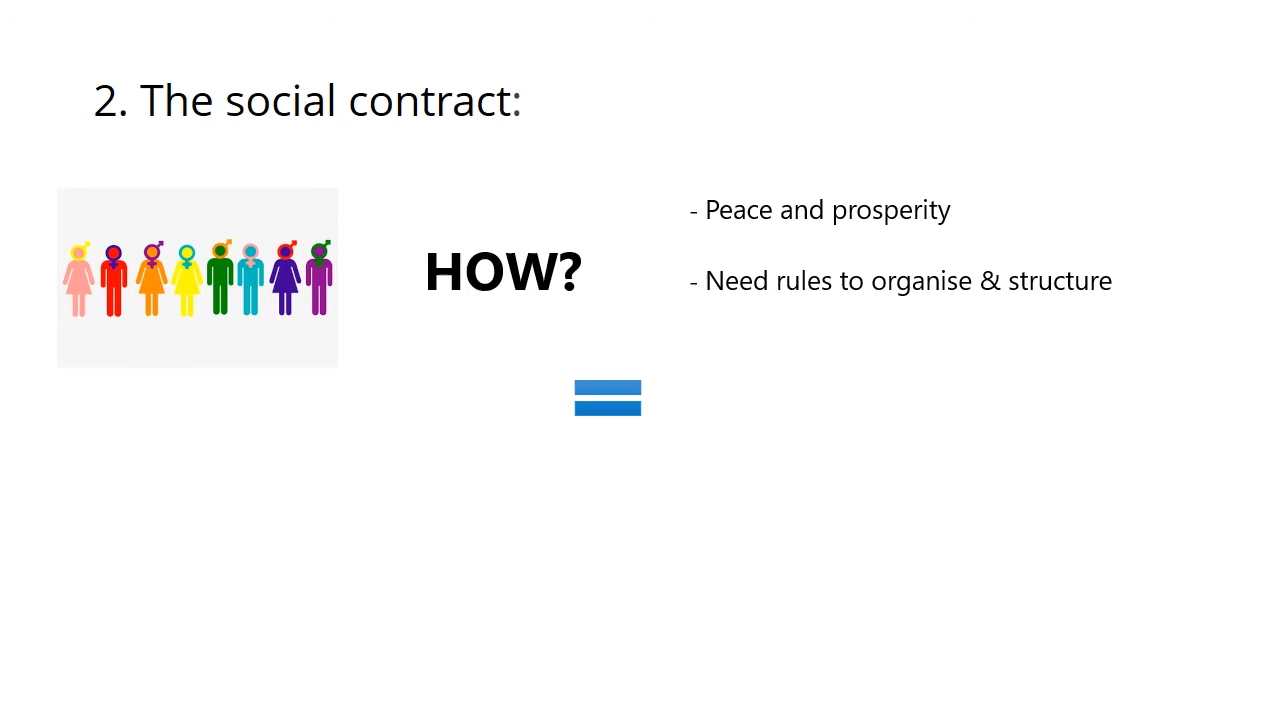 2. The social contract:
HOW?
- Peace and prosperity
- Need rules to organise & structure